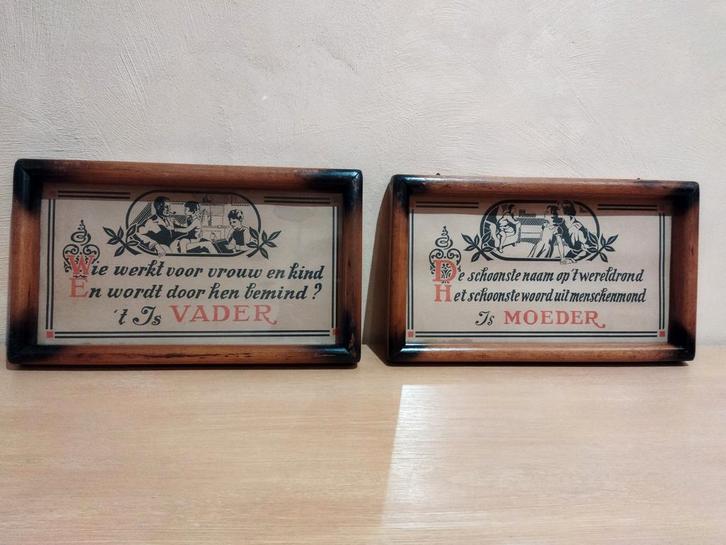 Wie werkt voor vrouw en kind
En wordt door hen bemind?
't Is VADER
De schoonste naam op 't wereldrond
Het schoonste woord uit menschenmond
Is MOEDER